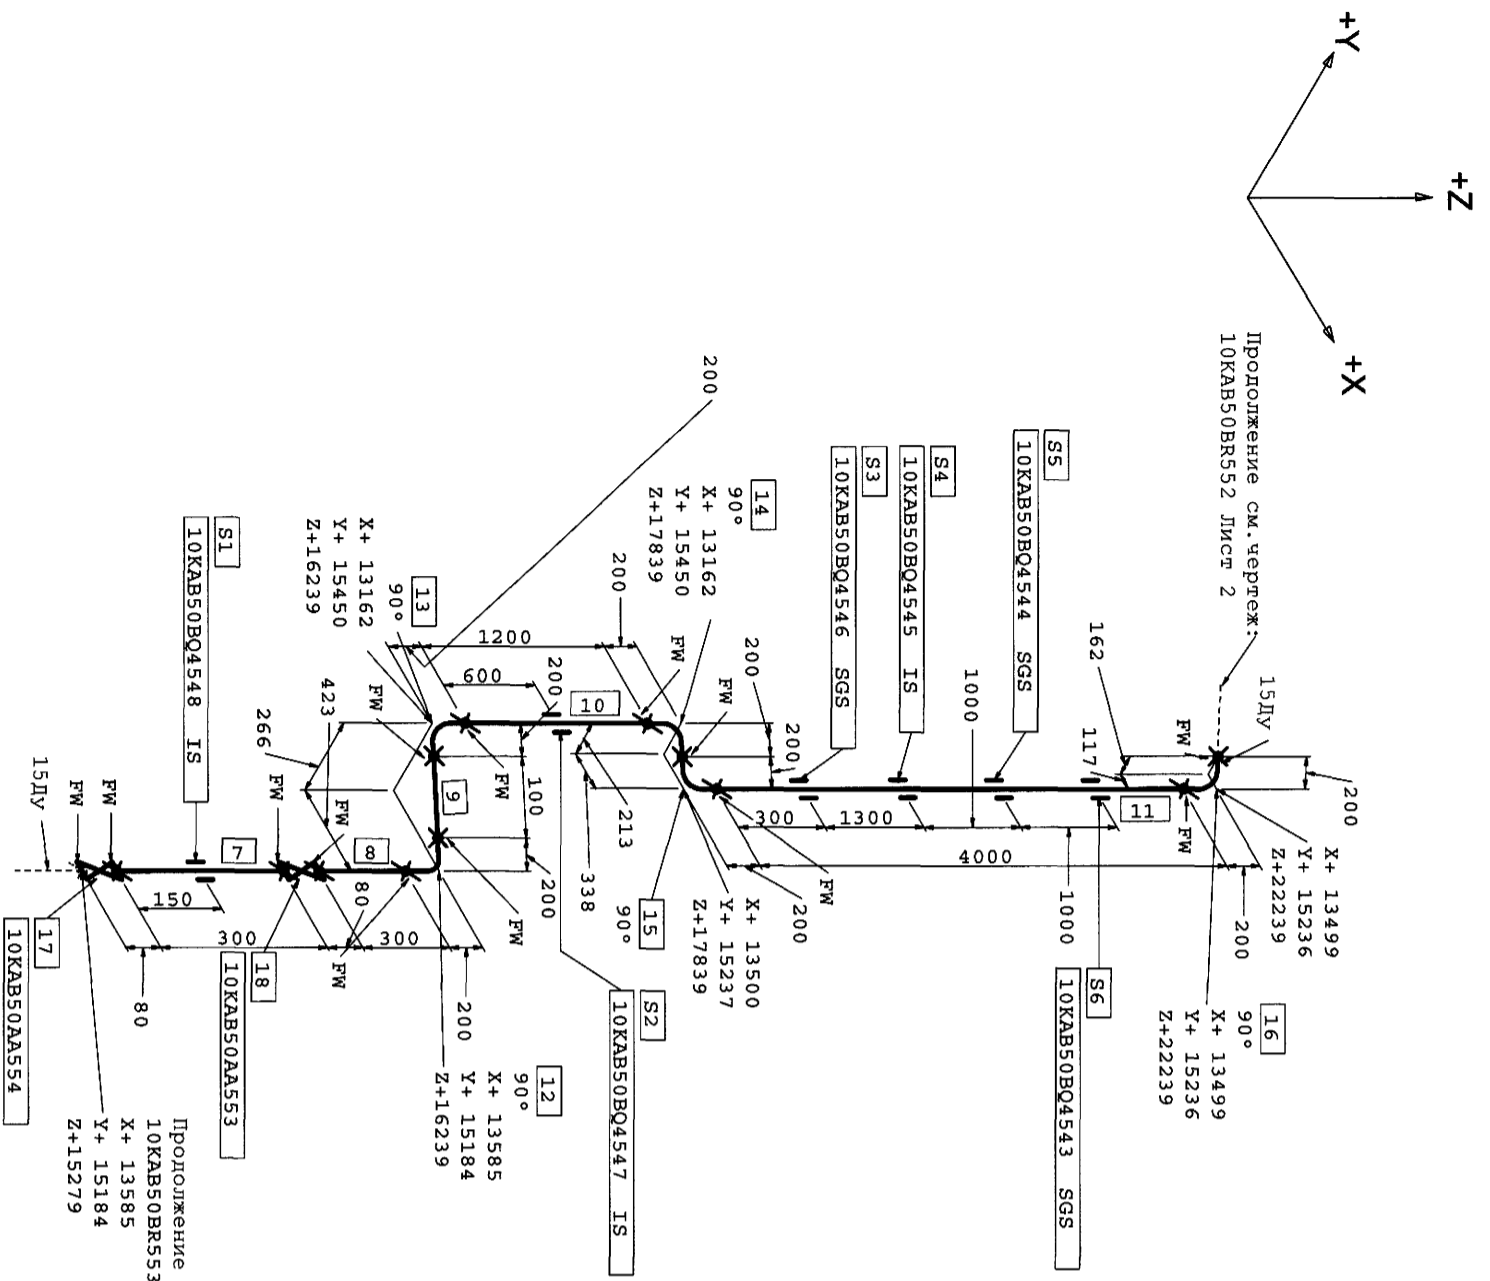 +Y
+Z
+X
Продолжение см.чертеж:
10KAB50BR552 Лист 2
15Ду
200
FW
162
117
X+ 13499
Y+ 15236
Z+22239
200
16
90°
X+ 13499
Y+ 15236
Z+22239
S5
10KAB50BQ4544 SGS
S4
10KAB50BQ4545 IS
S3
10KAB50BQ4546 SGS
1000
11
FW
300
1300
4000
1000
S6
10KAB50BQ4543 SGS
200
14
90°
X+ 13162
Y+ 15450
Z+17839
200
FW
200
FW
200
FW
200
X+ 13500
Y+ 15237
Z+17839
15
90°
213
338
1200
600
200
10
S2
10KAB50BQ4547 IS
13
90°
X+ 13162
Y+ 15450
Z+16239
FW
FW
9
100
200
FW
423
266
12
90°
X+ 13585
Y+ 15184
Z+16239
200
S1
10KAB50BQ4548 IS
FW
FW
7
8
80
FW
300
300
150
18
10KAB50AA553
80
15Ду
FW
FW
17
10KAB50AA554
Продолжение
10KAB50BR553
X+ 13585
Y+ 15184
Z+15279